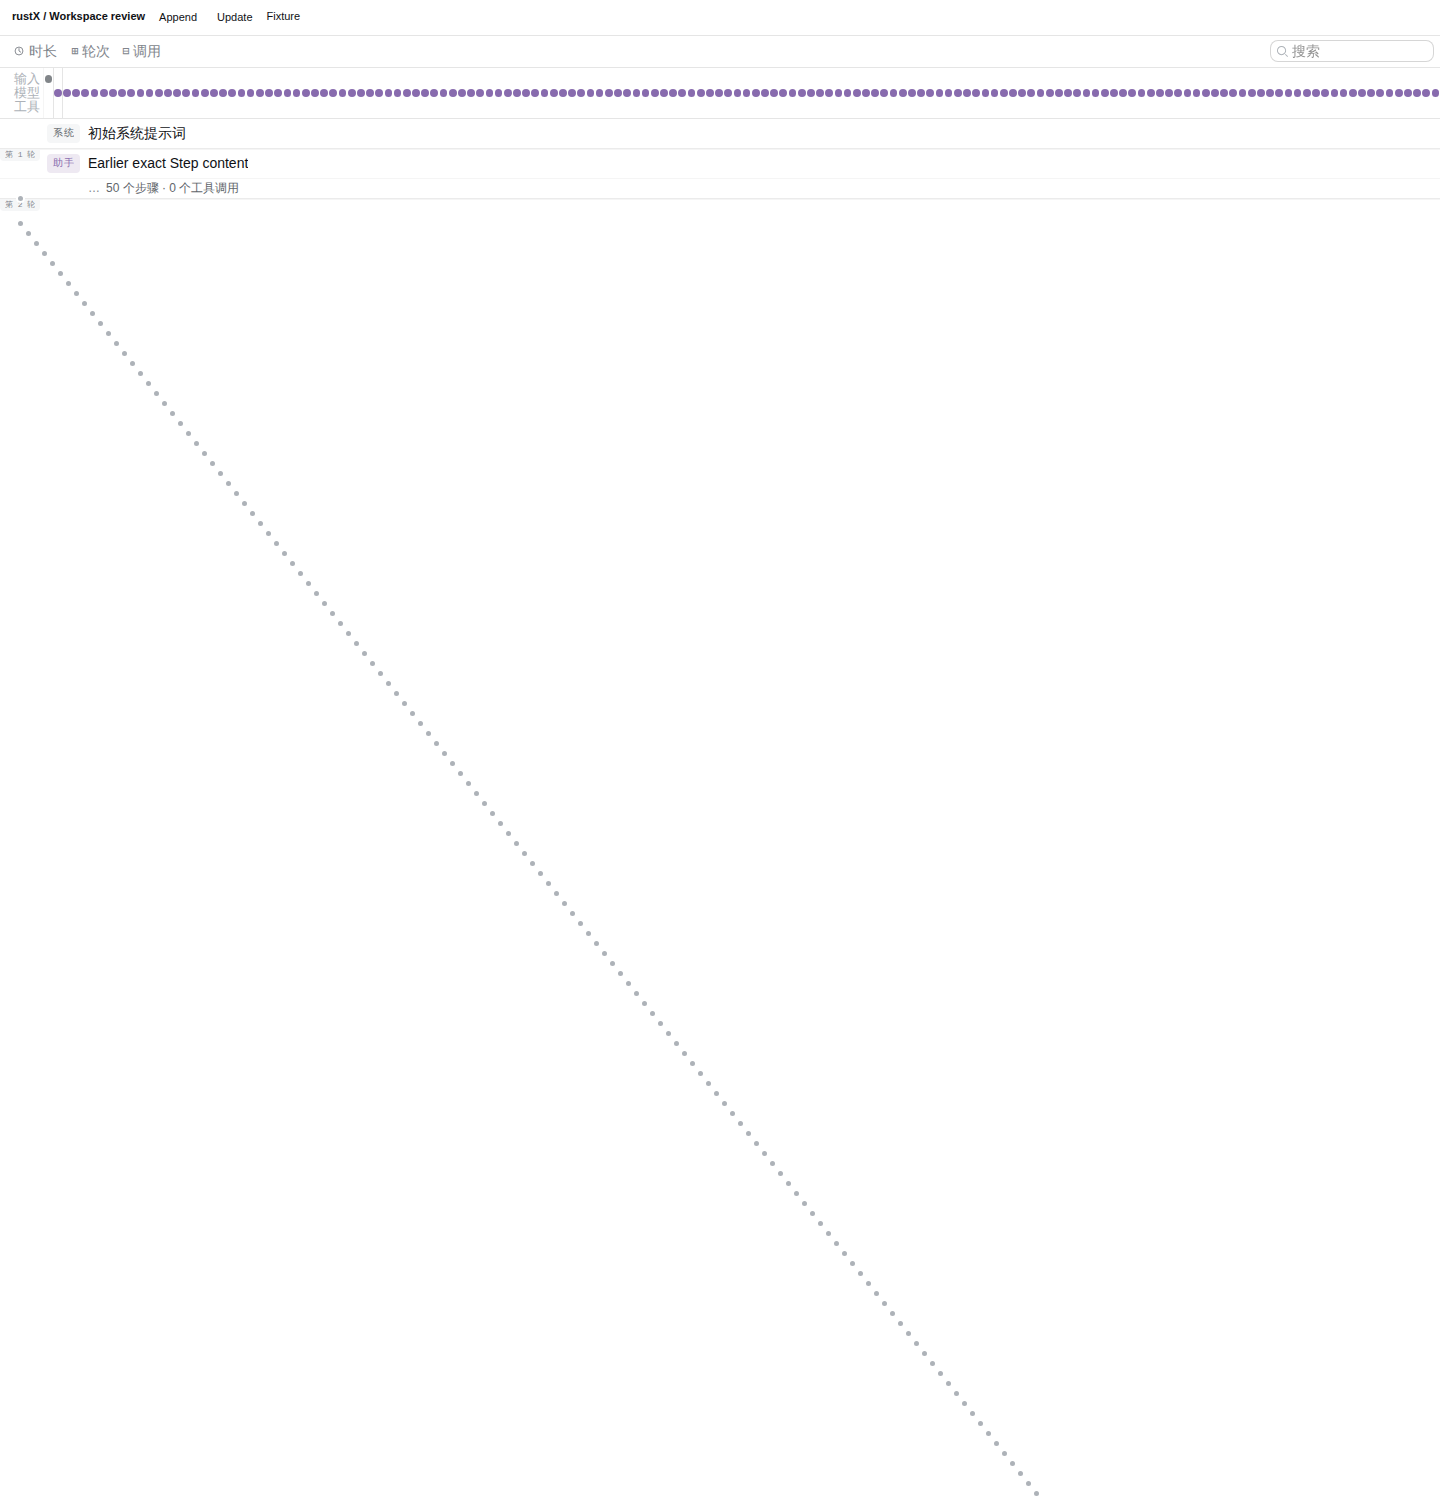 rustX / Workspace review Append Update Fixture
时长 轮次 调用 搜索
输入
模型
工具
系统 初始系统提示词
第 1 轮
助手 Earlier exact Step content
… 50 个步骤 · 0 个工具调用
第 2 轮